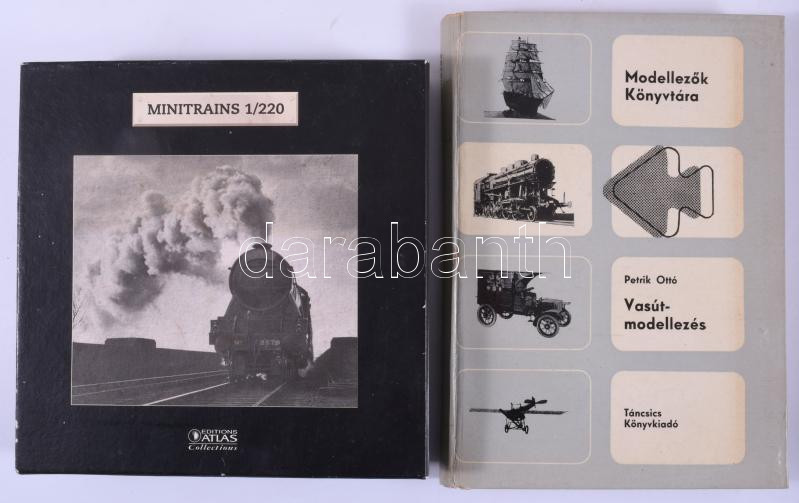 MINITRAINS 1/220
EDITIONS
ATLAS
Collections
Modellezők
Könyvtára
Petrik Ottó
Vasút-
modellezés
Táncsics
Könyvkiadó
darabanth